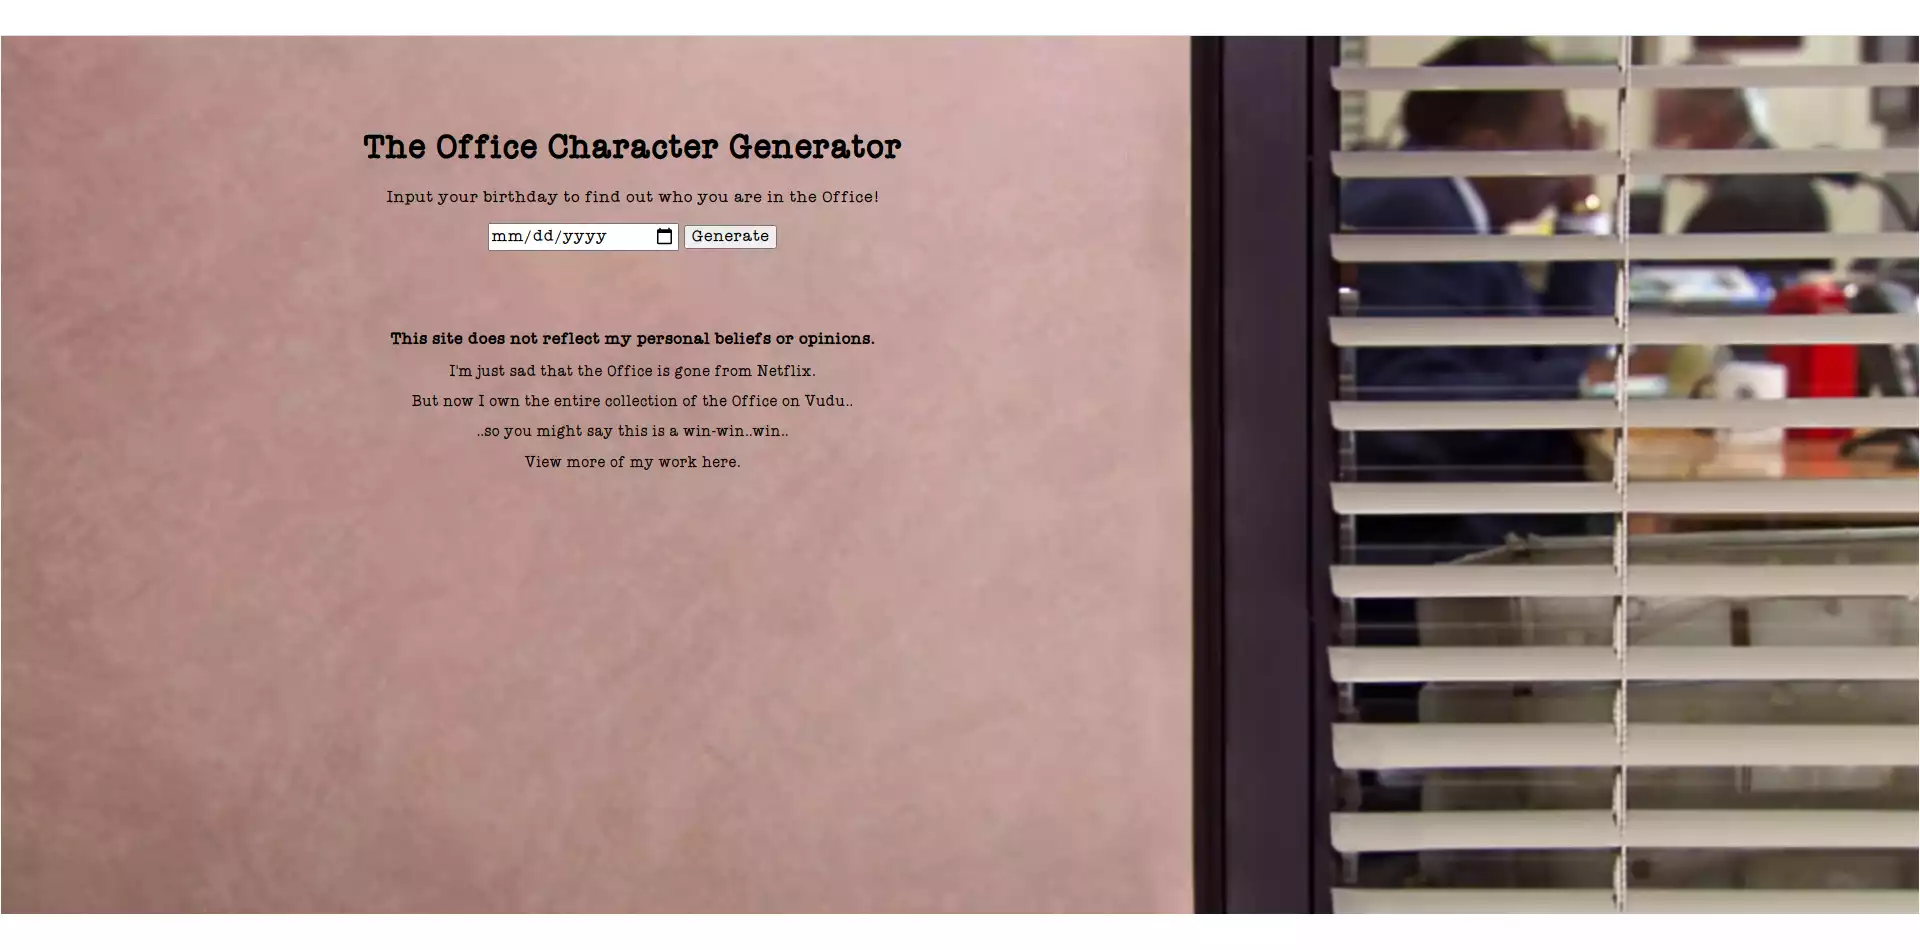 The Office Character Generator
Input your birthday to find out who you are in the Office!
mm/dd/yyyy Generate
This site does not reflect my personal beliefs or opinions.
I'm just sad that the Office is gone from Netflix.
But now I own the entire collection of the Office on Vudu..
..so you might say this is a win-win..win..
View more of my work here.